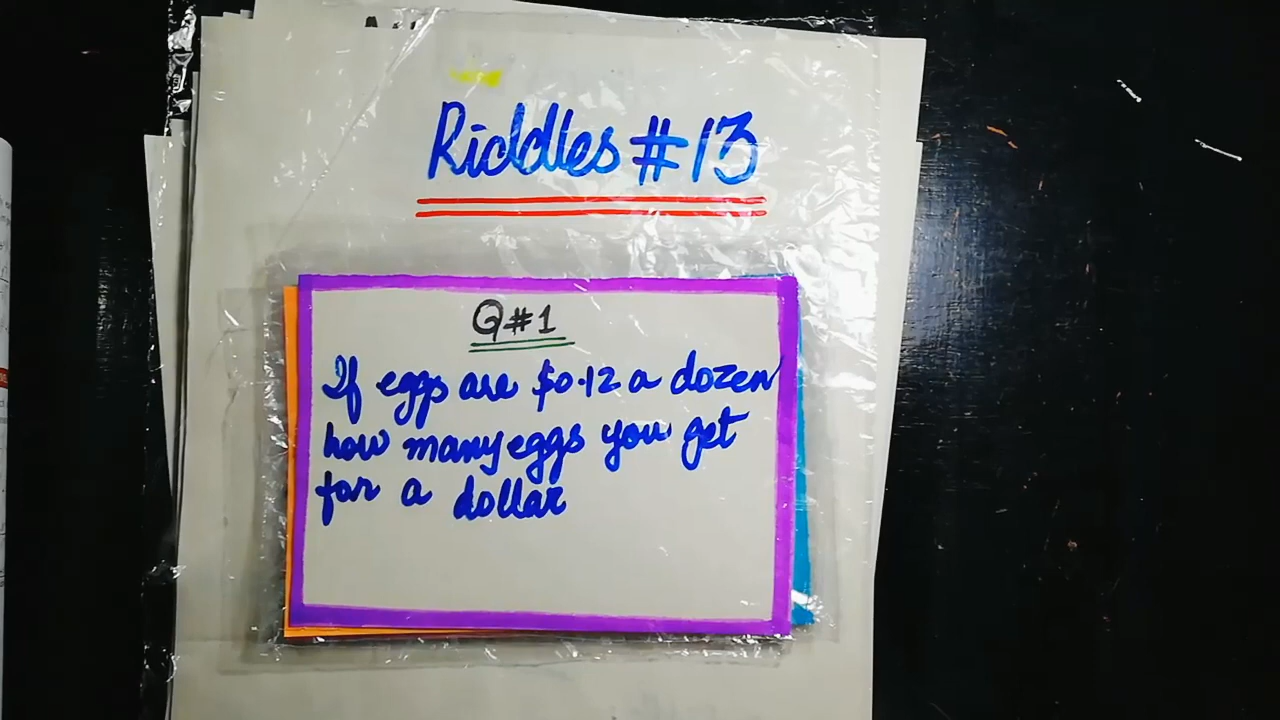 Riddles #13
Q#1
If eggs are $0.12 a dozen
how many eggs you get
for a dollar